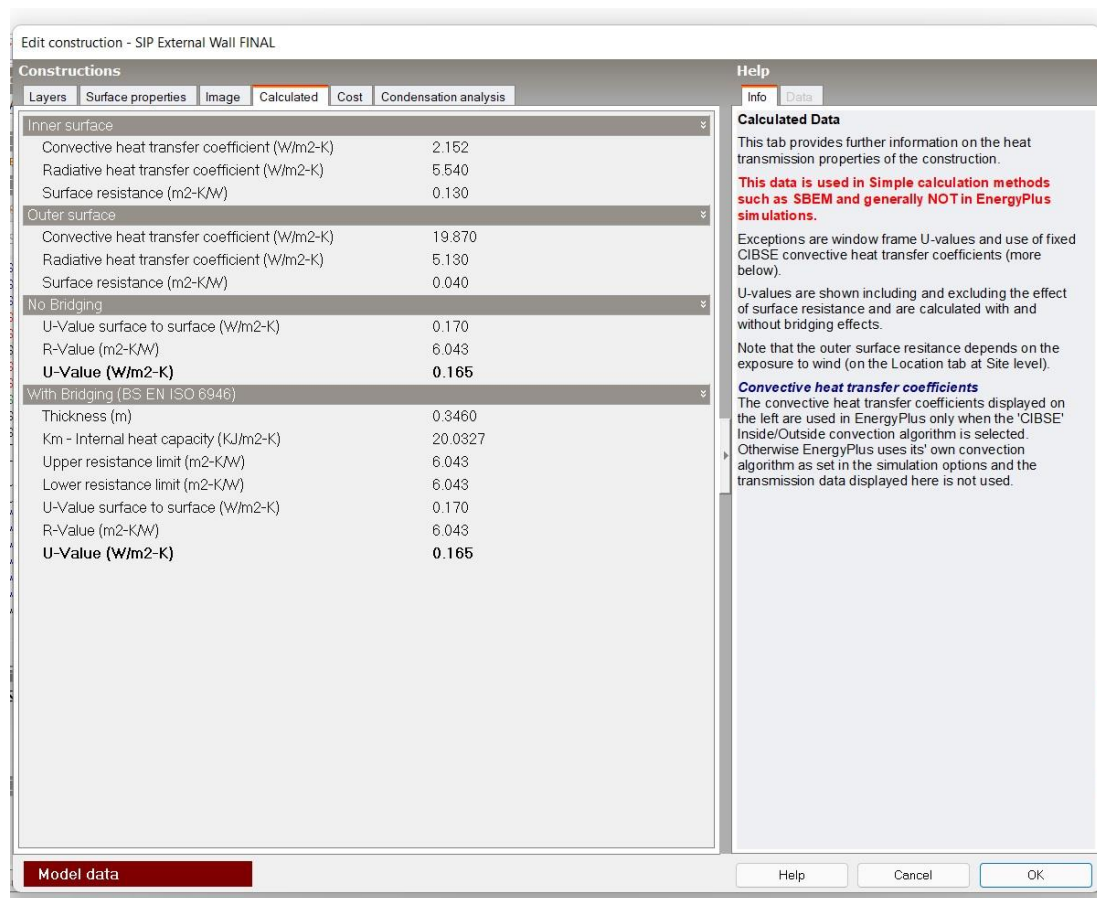 Edit construction - SIP External Wall FINAL
Constructions
Layers Surface properties Image Calculated Cost Condensation analysis
Inner surface
Convective heat transfer coefficient (W/m2-K) 2.152
Radiative heat transfer coefficient (W/m2-K) 5.540
Surface resistance (m2-K/W) 0.130
Outer surface
Convective heat transfer coefficient (W/m2-K) 19.870
Radiative heat transfer coefficient (W/m2-K) 5.130
Surface resistance (m2-K/W) 0.040
No Bridging
U-Value surface to surface (W/m2-K) 0.170
R-Value (m2-K/W) 6.043
U-Value (W/m2-K) 0.165
With Bridging (BS EN ISO 6946)
Thickness (m) 0.3460
Km - Internal heat capacity (KJ/m2-K) 20.0327
Upper resistance limit (m2-K/W) 6.043
Lower resistance limit (m2-K/W) 6.043
U-Value surface to surface (W/m2-K) 0.170
R-Value (m2-K/W) 6.043
U-Value (W/m2-K) 0.165
Model data
Help
Info Data
Calculated Data
This tab provides further information on the heat
transmission properties of the construction.
This data is used in Simple calculation methods
such as SBEM and generally NOT in EnergyPlus
simulations.
Exceptions are window frame U-values and use of fixed
CIBSE convective heat transfer coefficients (more
below).
U-values are shown including and excluding the effect
of surface resistance and are calculated with and
without bridging effects.
Note that the outer surface resitance depends on the
exposure to wind (on the Location tab at Site level).
Convective heat transfer coefficients
The convective heat transfer coefficients displayed on
the left are used in EnergyPlus only when the 'CIBSE'
Inside/Outside convection algorithm is selected.
Otherwise EnergyPlus uses its' own convection
algorithm as set in the simulation options and the
transmission data displayed here is not used.
Help Cancel OK